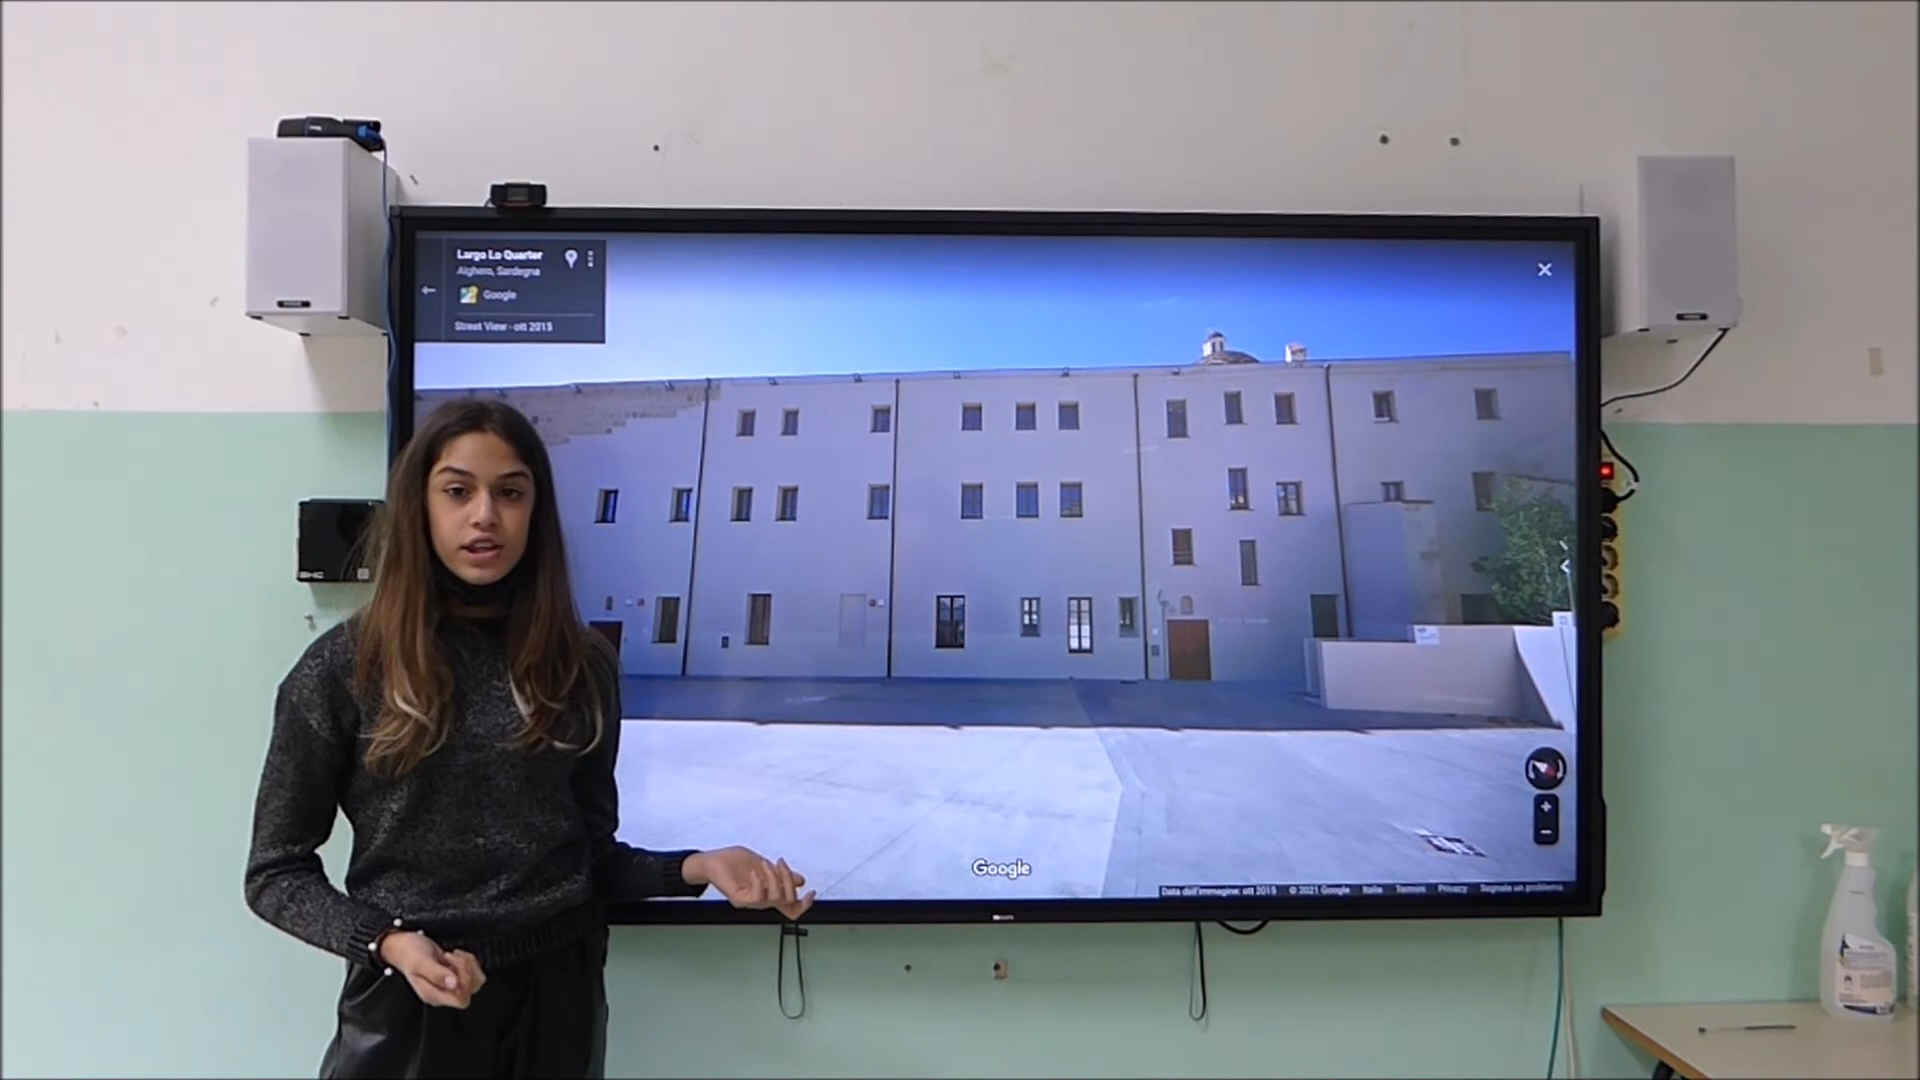 Largo Lo Quarter
Alghero, Sardegna
Google
Street View - ott 2015
Google
Data dell'immagine: ott 2015 © 2021 Google Italia Termini Privacy Segnala un problema